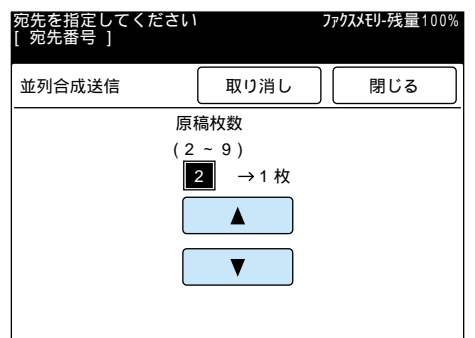 宛先を指定してください ﾌｧｸｽﾒﾓﾘｰ残量100%
[ 宛先番号 ]
並列合成送信 取り消し 閉じる
原稿枚数
(2 ~ 9)
2 →1枚
▲
▼